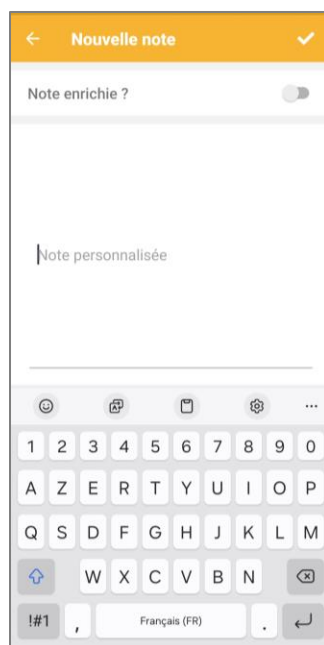 Nouvelle note
Note enrichie ?
Note personnalisée
1 2 3 4 5 6 7 8 9 0
A Z E R T Y U I O P
Q S D F G H J K L M
W X C V B N
!#1 , Français (FR) .